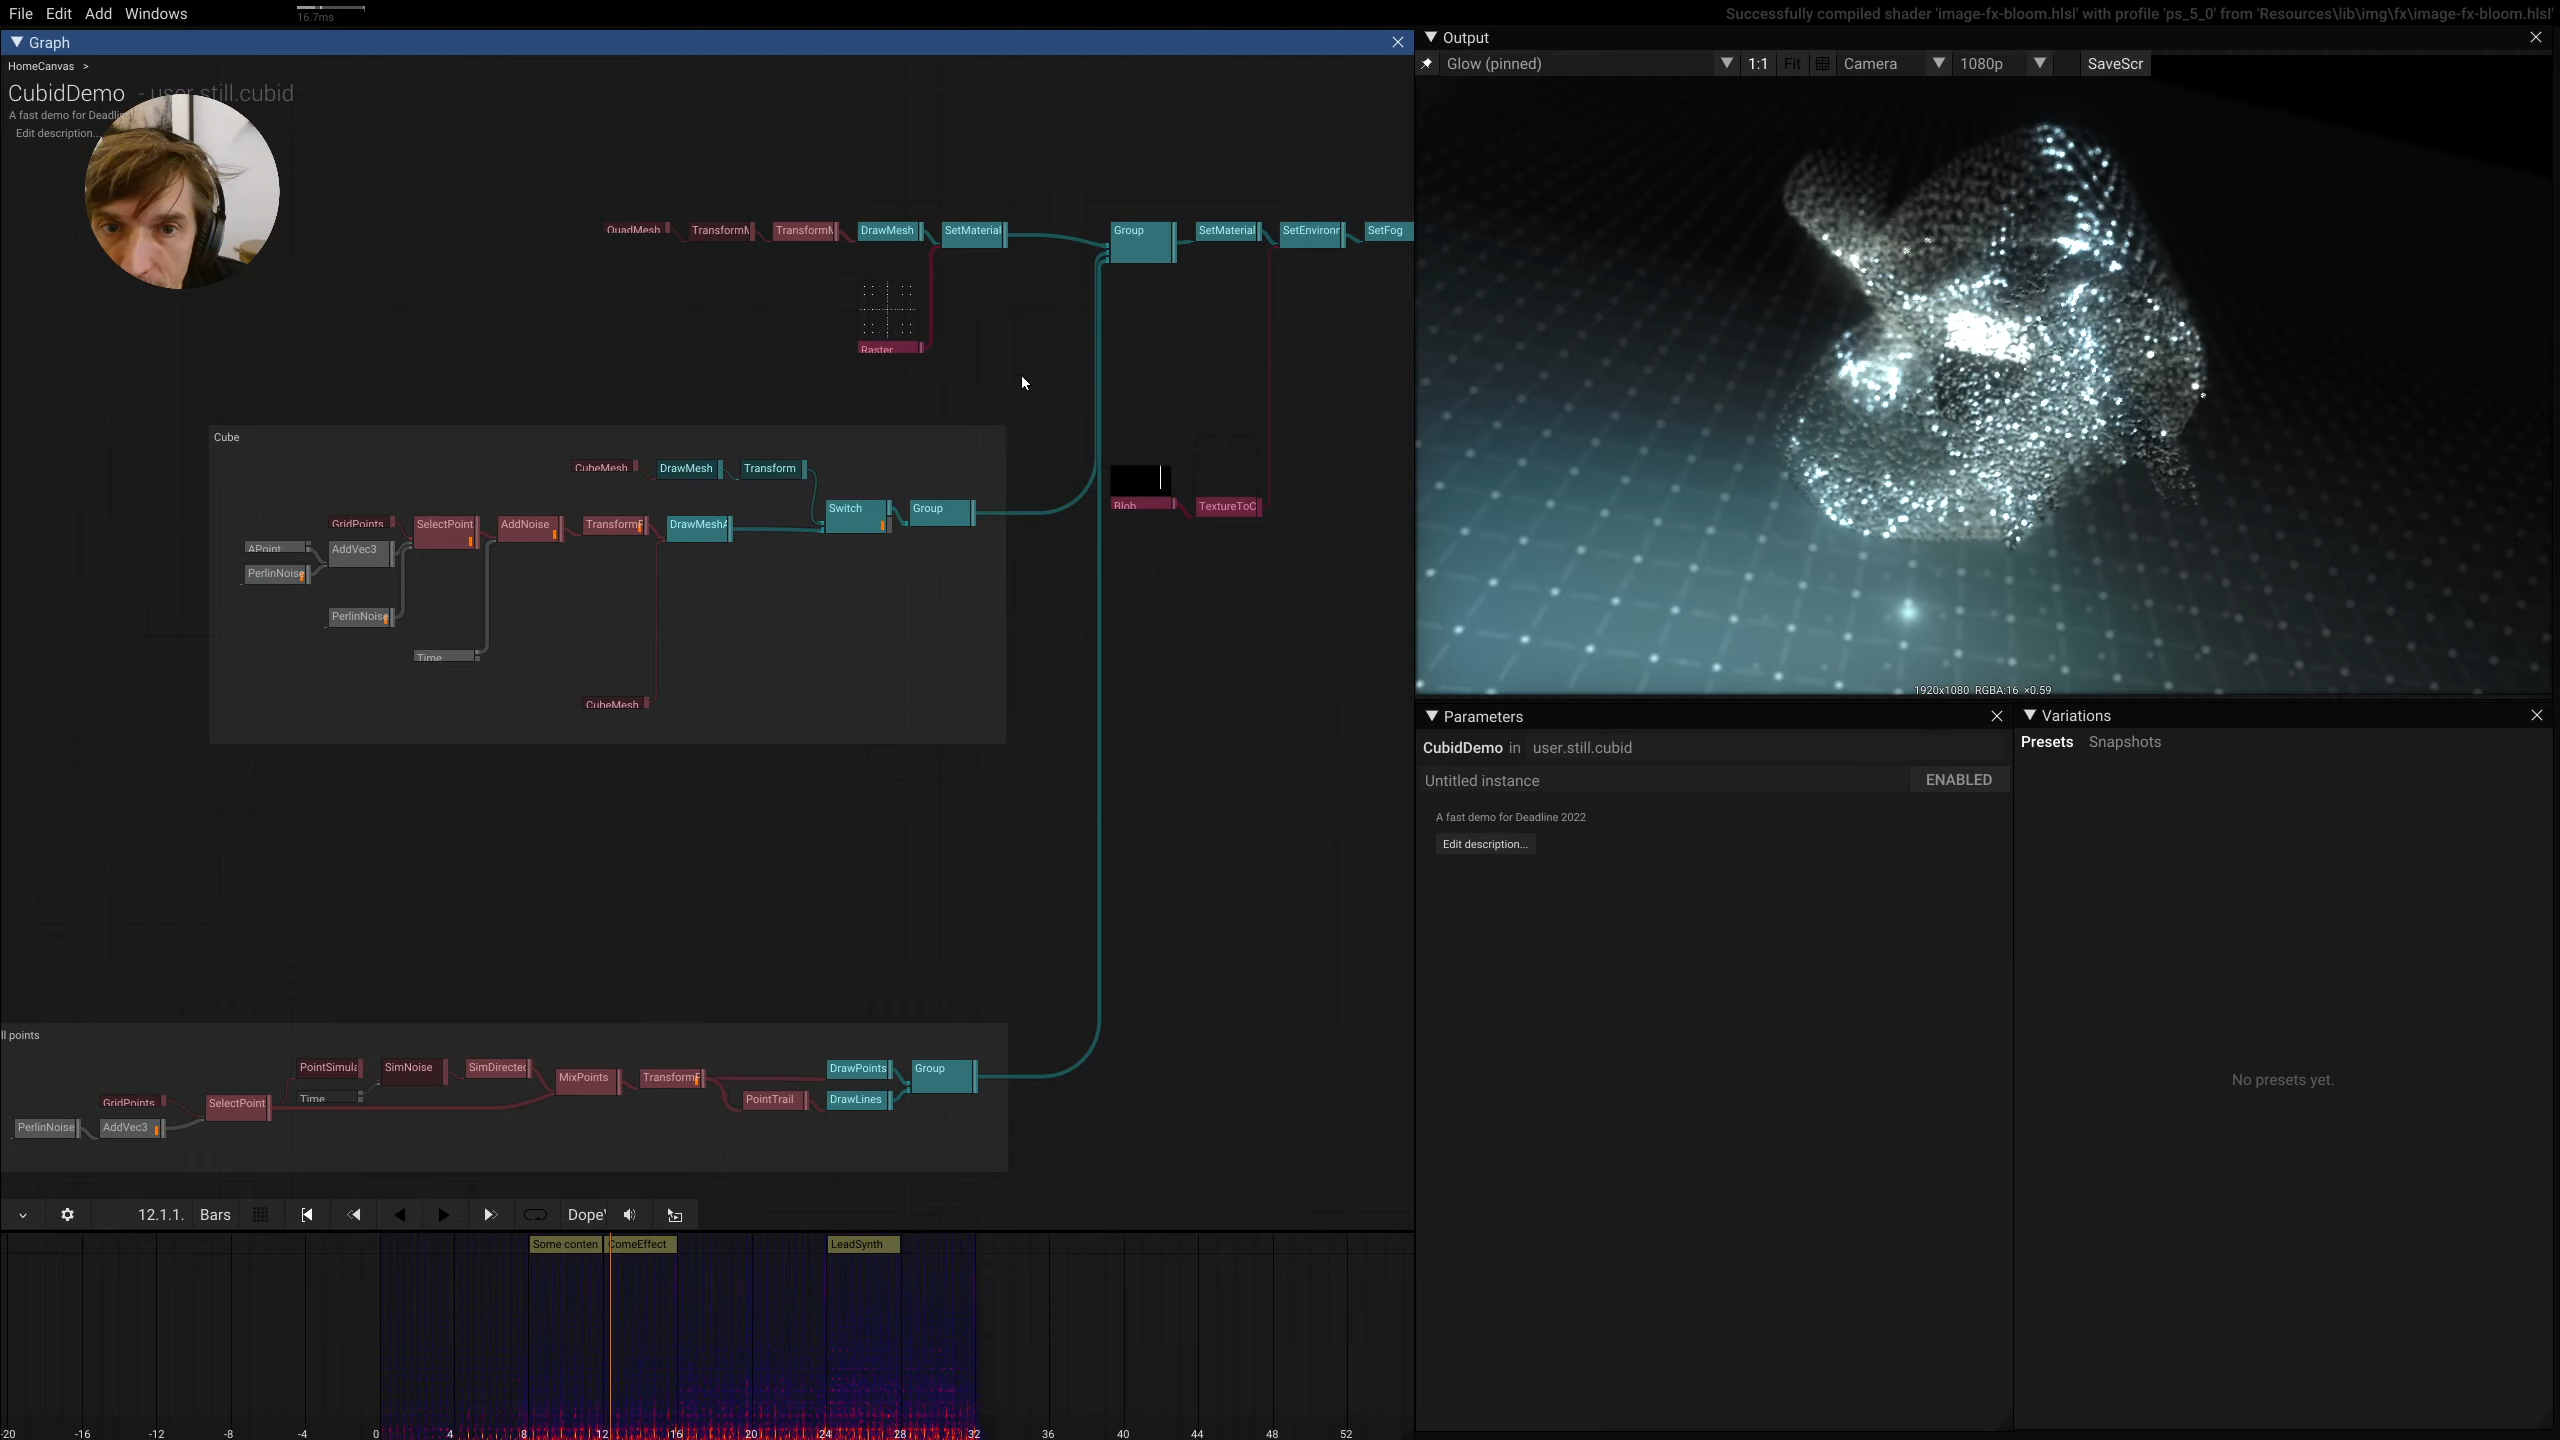 File Edit Add Windows
16.7ms
Successfully compiled shader 'image-fx-bloom.hlsl' with profile 'ps_5_0' from 'Resources\lib\img\fx\image-fx-bloom.hlsl'
Graph
HomeCanvas >
CubidDemo - user.still.cubid
A fast demo for Deadli
Edit description...
QuadMesh TransformM TransformM DrawMesh SetMaterial Group SetMaterial SetEnvironm SetFog
Raster
Cube
CubeMesh DrawMesh Transform
Switch Group
GridPoints SelectPoint AddNoise TransformP DrawMeshA
APoint AddVec3
PerlinNoise
PerlinNoise
Time
CubeMesh
Blob TextureToC
ll points
PointSimula SimNoise SimDirected MixPoints TransformP DrawPoints Group
GridPoints SelectPoint Time PointTrail DrawLines
PerlinNoise AddVec3
12.1.1. Bars DopeV
Some conten ComeEffect LeadSynth
-20 -16 -12 -8 -4 0 4 8 12 16 20 24 28 32 36 40 44 48 52
Output
Glow (pinned) 1:1 Fit Camera 1080p SaveScr
1920x1080 RGBA:16 ×0.59
Parameters
CubidDemo in user.still.cubid
Untitled instance ENABLED
A fast demo for Deadline 2022
Edit description...
Variations
Presets Snapshots
No presets yet.